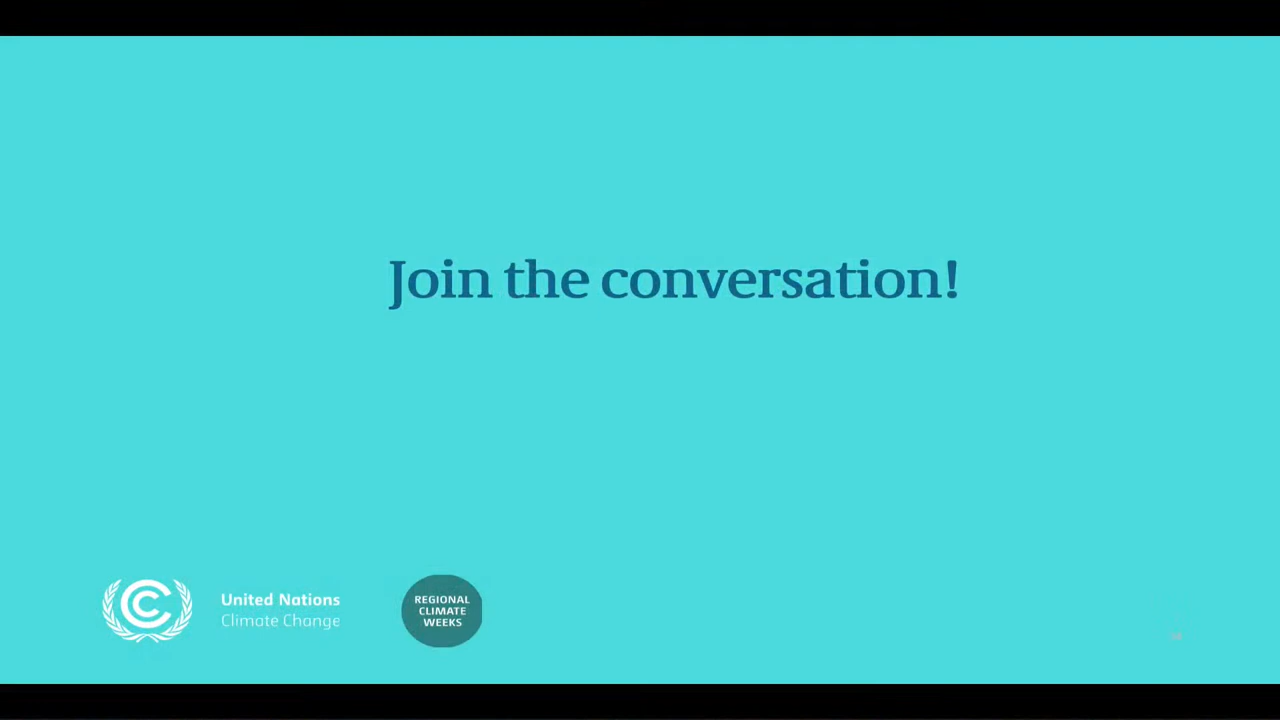 Join the conversation!
United Nations
Climate Change
REGIONAL
CLIMATE
WEEKS